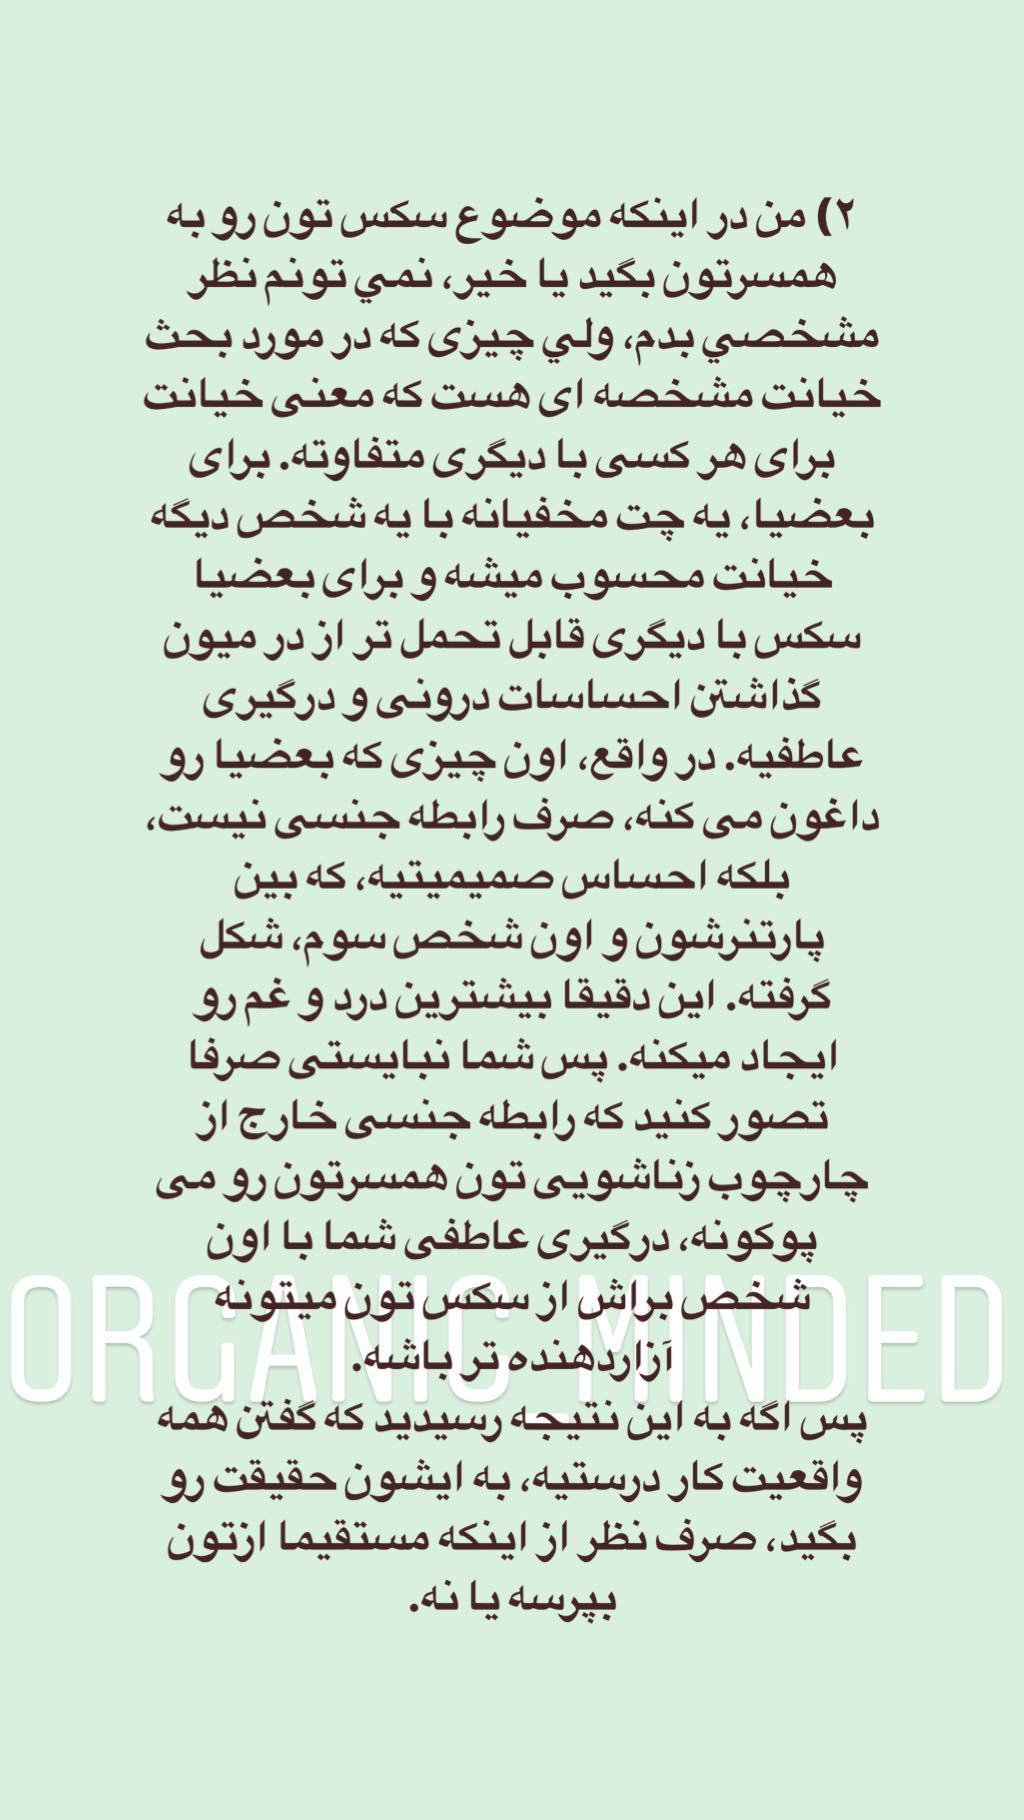 ۲) من در اینکه موضوع سکس تون رو به
همسرتون بگید یا خیر، نمي تونم نظر
مشخصي بدم، ولي چیزی که در مورد بحث
خیانت مشخصه ای هست که معنی خیانت
برای هر کسی با دیگری متفاوته. برای
بعضیا، یه چت مخفیانه با یه شخص دیگه
خیانت محسوب میشه و برای بعضیا
سکس با دیگری قابل تحمل تر از در میون
گذاشتن احساسات درونی و درگیری
عاطفیه. در واقع، اون چیزی که بعضیا رو
داغون می کنه، صرف رابطه جنسی نیست،
بلکه احساس صمیمیتیه، که بین
پارتنرشون و اون شخص سوم، شکل
گرفته. این دقیقا بیشترین درد و غم رو
ایجاد میکنه. پس شما نبایستی صرفا
تصور کنید که رابطه جنسی خارج از
چارچوب زناشویی تون همسرتون رو می
پوکونه، درگیری عاطفی شما با اون
شخص براش از سکس تون میتونه
آزاردهنده تر باشه.
پس اگه به این نتیجه رسیدید که گفتن همه
واقعیت کار درستیه، به ایشون حقیقت رو
بگید، صرف نظر از اینکه مستقیما ازتون
بپرسه یا نه.
ORGANIC_MINDED